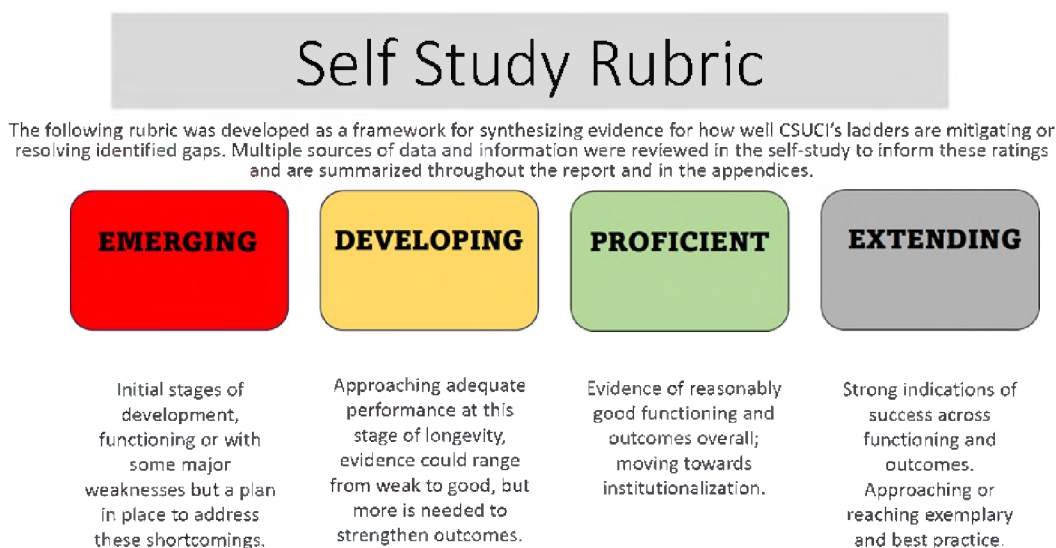 Self Study Rubric
The following rubric was developed as a framework for synthesizing evidence for how well CSUCI's ladders are mitigating or
resolving identified gaps. Multiple sources of data and information were reviewed in the self-study to inform these ratings
and are summarized throughout the report and in the appendices.
EMERGING
DEVELOPING
PROFICIENT
EXTENDING
Initial stages of
development,
functioning or with
some major
weaknesses but a plan
in place to address
these shortcomings.
Approaching adequate
performance at this
stage of longevity,
evidence could range
from weak to good, but
more is needed to
strengthen outcomes.
Evidence of reasonably
good functioning and
outcomes overall;
moving towards
institutionalization.
Strong indications of
success across
functioning and
outcomes.
Approaching or
reaching exemplary
and best practice.